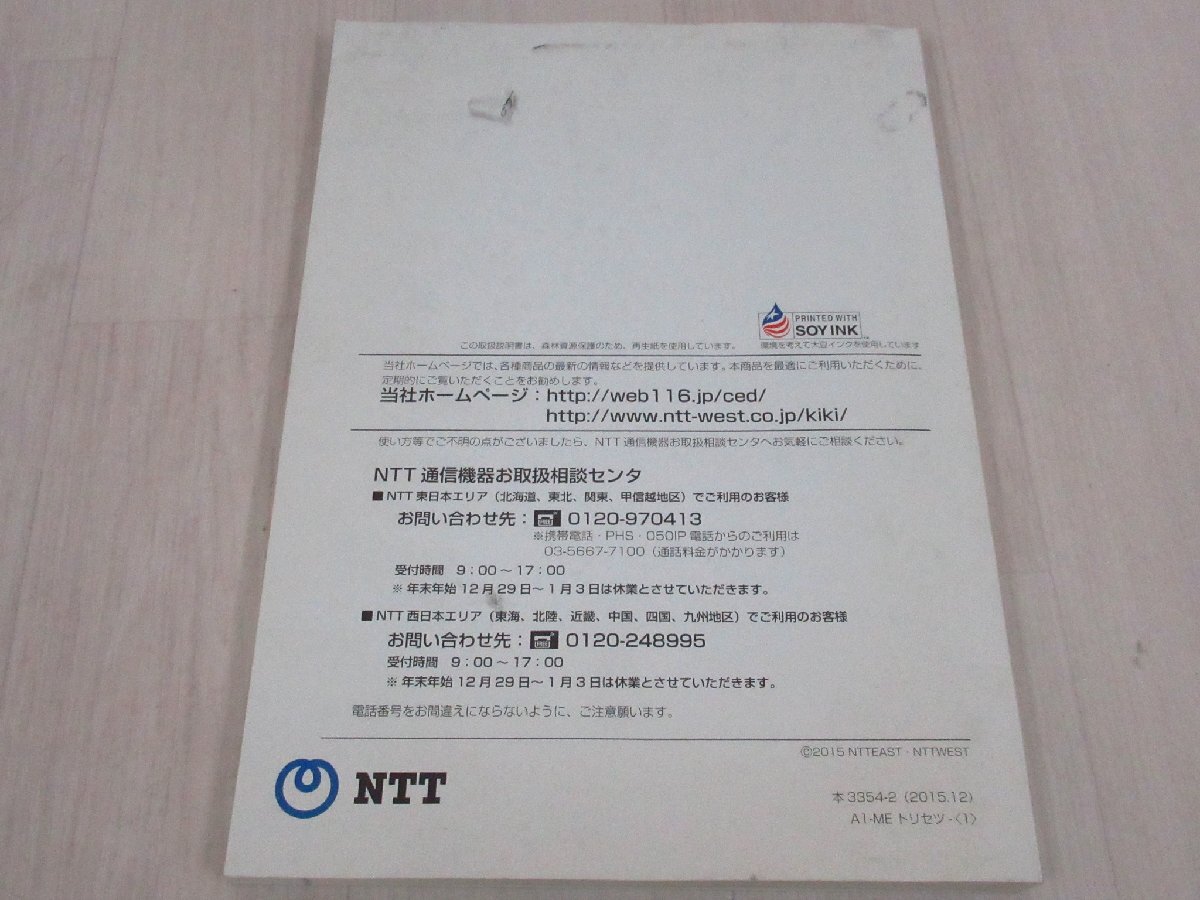 PRINTED WITH
SOY INK
この取扱説明書は、森林資源保護のため、再生紙を使用しています。
環境を考えて大豆インクを使用しています
当社ホームページでは、各種商品の最新の情報などを提供しています。本商品を最適にご利用いただくために、
定期的にご覧いただくことをお勧めします。
当社ホームページ：http://web116.jp/ced/
http://www.ntt-west.co.jp/kiki/
使い方等でご不明の点がございましたら、NTT通信機器お取扱相談センタへお気軽にご相談ください。
NTT通信機器お取扱相談センタ
■NTT東日本エリア（北海道、東北、関東、甲信越地区）でご利用のお客様
お問い合わせ先：0120-970413
※携帯電話・PHS・050IP電話からのご利用は
03-5667-7100（通話料金がかかります）
受付時間 9：00～17：00
※年末年始12月29日～1月3日は休業とさせていただきます。
■NTT西日本エリア（東海、北陸、近畿、中国、四国、九州地区）でご利用のお客様
お問い合わせ先：0120-248995
受付時間 9：00～17：00
※年末年始12月29日～1月3日は休業とさせていただきます。
電話番号をお間違えにならないように、ご注意願います。
©2015 NTTEAST・NTTWEST
NTT
本3354-2（2015.12）
A1-MEトリセツ-〈1〉